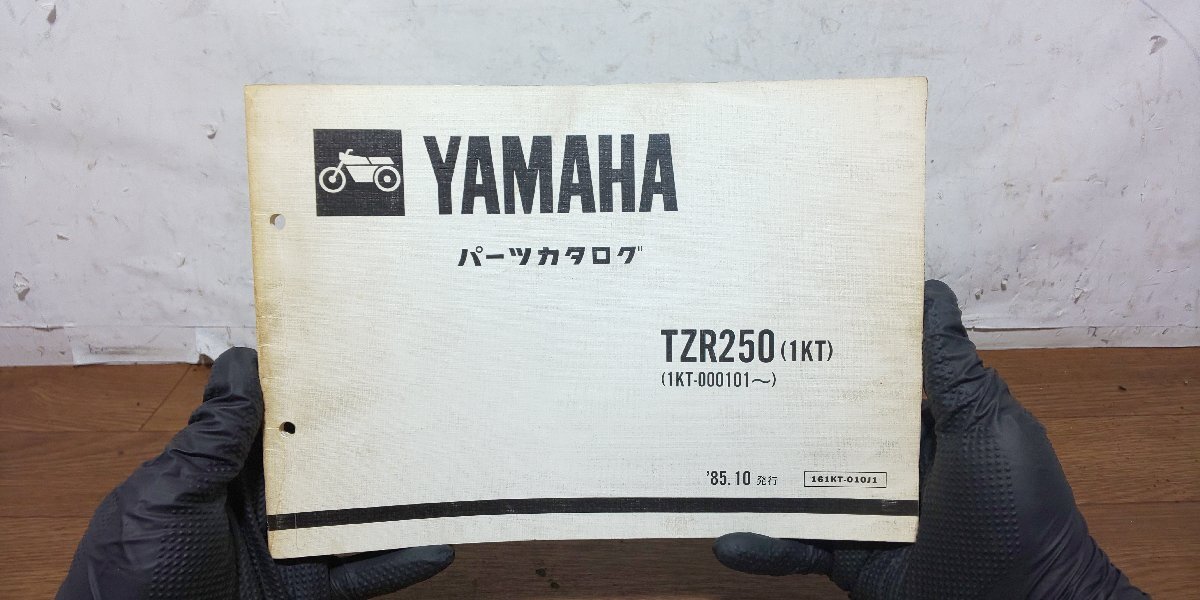 YAMAHA
パーツカタログ
TZR250 (1KT)
(1KT-000101～)
'85.10 発行
161KT-010J1